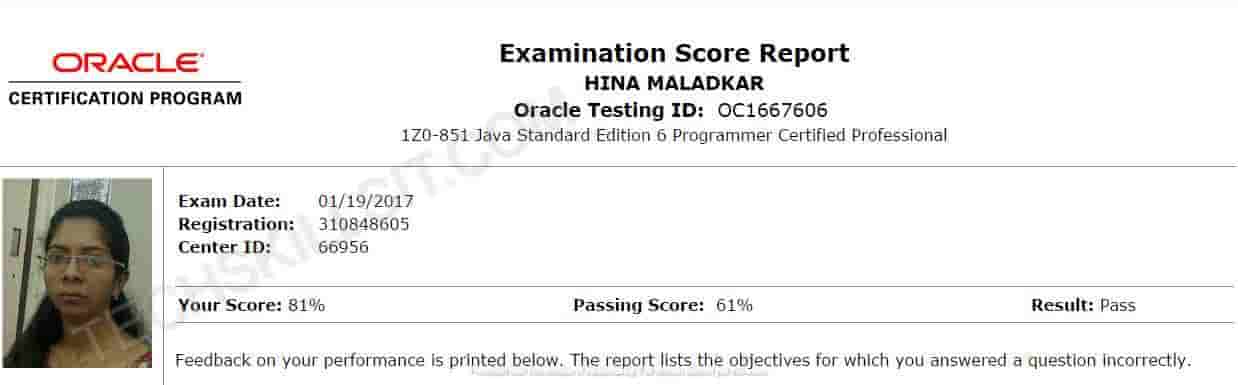 ORACLE
CERTIFICATION PROGRAM
Examination Score Report
HINA MALADKAR
Oracle Testing ID: OC1667606
1Z0-851 Java Standard Edition 6 Programmer Certified Professional
Exam Date: 01/19/2017
Registration: 310848605
Center ID: 66956
Your Score: 81% Passing Score: 61% Result: Pass
Feedback on your performance is printed below. The report lists the objectives for which you answered a question incorrectly.
TECHSKILLSIT.COM